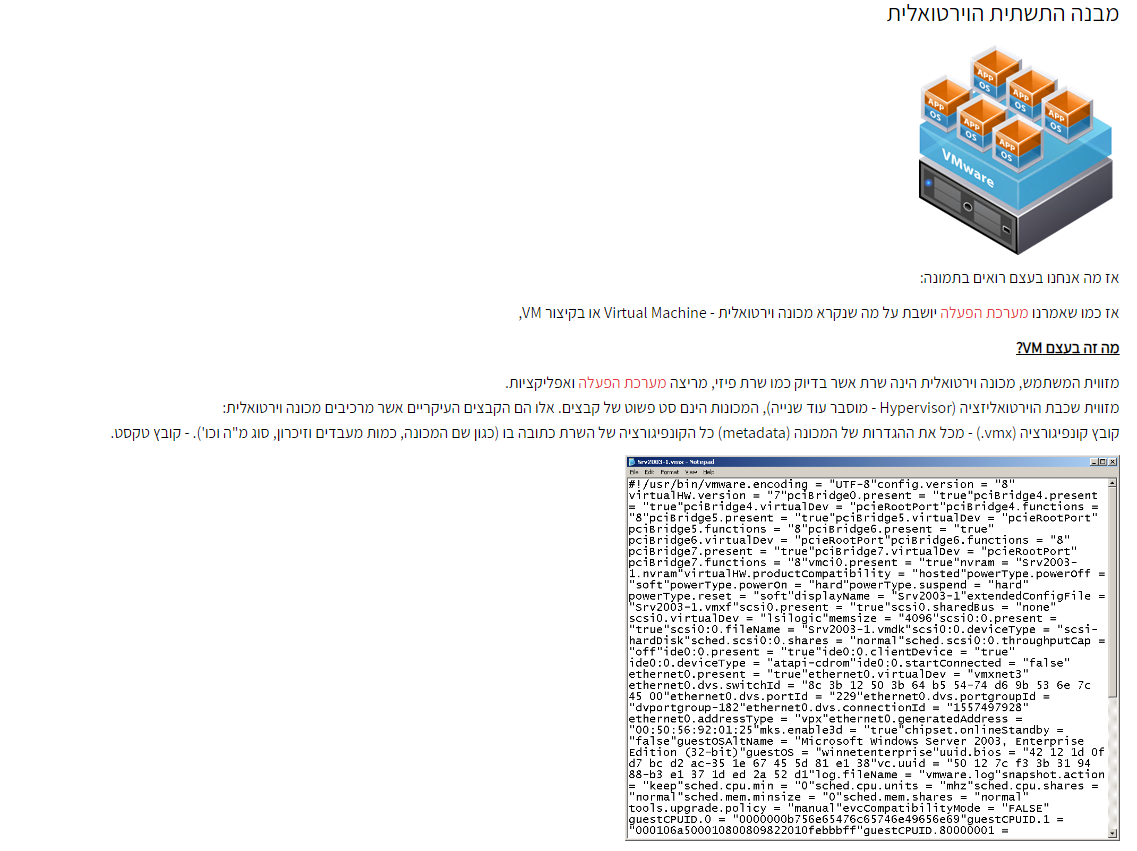 מבנה התשתית הוירטואלית
APP
OS
APP
OS
APP
OS
APP
OS
APP
OS
APP
OS
VMware
אז מה אנחנו בעצם רואים בתמונה:
אז כמו שאמרנו מערכת הפעלה יושבת על מה שנקרא מכונה וירטואלית - Virtual Machine או בקיצור VM,
מה זה בעצם VM?
מזווית המשתמש, מכונה וירטואלית הינה שרת אשר בדיוק כמו שרת פיזי, מריצה מערכת הפעלה ואפליקציות.
מזווית שכבת הוירטואליזציה (Hypervisor - מוסבר עוד שנייה), המכונות הינם סט פשוט של קבצים. אלו הם הקבצים העיקריים אשר מרכיבים מכונה וירטואלית:
קובץ קונפיגורציה (vmx.) - מכל את ההגדרות של המכונה (metadata) כל הקונפיגורציה של השרת כתובה בו (כגון שם המכונה, כמות מעבדים וזיכרון, סוג מ"ה וכו'). - קובץ טקסט.
Srv2003-1.vmx - Notepad
File Edit Format View Help
#!/usr/bin/vmware.encoding = "UTF-8"config.version = "8"
virtualHW.version = "7"pciBridge0.present = "true"pciBridge4.present
= "true"pciBridge4.virtualDev = "pcieRootPort"pciBridge4.functions =
"8"pciBridge5.present = "true"pciBridge5.virtualDev = "pcieRootPort"
pciBridge5.functions = "8"pciBridge6.present = "true"
pciBridge6.virtualDev = "pcieRootPort"pciBridge6.functions = "8"
pciBridge7.present = "true"pciBridge7.virtualDev = "pcieRootPort"
pciBridge7.functions = "8"vmci0.present = "true"nvram = "Srv2003-
1.nvram"virtualHW.productCompatibility = "hosted"powerType.powerOff =
"soft"powerType.powerOn = "hard"powerType.suspend = "hard"
powerType.reset = "soft"displayName = "Srv2003-1"extendedConfigFile =
"Srv2003-1.vmxf"scsi0.present = "true"scsi0.sharedBus = "none"
scsi0.virtualDev = "lsilogic"memsize = "4096"scsi0:0.present =
"true"scsi0:0.fileName = "Srv2003-1.vmdk"scsi0:0.deviceType = "scsi-
hardDisk"sched.scsi0:0.shares = "normal"sched.scsi0:0.throughputCap =
"off"ide0:0.present = "true"ide0:0.clientDevice = "true"
ide0:0.deviceType = "atapi-cdrom"ide0:0.startConnected = "false"
ethernet0.present = "true"ethernet0.virtualDev = "vmxnet3"
ethernet0.dvs.switchId = "8c 3b 12 50 3b 64 b5 54-74 d6 9b 53 6e 7c
45 00"ethernet0.dvs.portId = "229"ethernet0.dvs.portgroupId =
"dvportgroup-182"ethernet0.dvs.connectionId = "1557497928"
ethernet0.addressType = "vpx"ethernet0.generatedAddress =
"00:50:56:92:01:25"mks.enable3d = "true"chipset.onlineStandby =
"false"guestOSAltName = "Microsoft Windows Server 2003, Enterprise
Edition (32-bit)"guestOS = "winnetenterprise"uuid.bios = "42 12 1d 0f
d7 bc d2 ac-35 1e 67 45 5d 81 e1 38"vc.uuid = "50 12 7c f3 3b 31 94
88-b3 e1 37 1d ed 2a 52 d1"log.fileName = "vmware.log"snapshot.action
= "keep"sched.cpu.min = "0"sched.cpu.units = "mhz"sched.cpu.shares =
"normal"sched.mem.minsize = "0"sched.mem.shares = "normal"
tools.upgrade.policy = "manual"evcCompatibilityMode = "FALSE"
guestCPUID.0 = "0000000b756e65476c65746e49656e69"guestCPUID.1 =
"000106a500010800809822010febbbff"guestCPUID.80000001 =